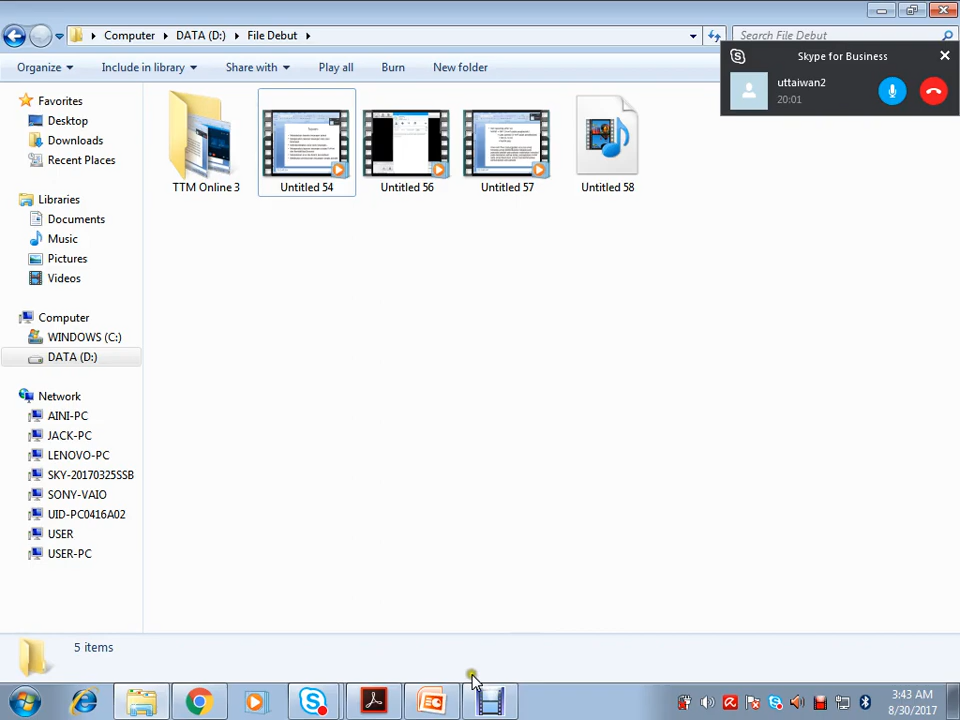 Computer
DATA (D:)
File Debut
Search File Debut
Organize
Include in library
Share with
Play all
Burn
New folder
Skype for Business
uttaiwan2
20:01
Favorites
Desktop
Downloads
Recent Places
Libraries
Documents
Music
Pictures
Videos
Computer
WINDOWS (C:)
DATA (D:)
Network
AINI-PC
JACK-PC
LENOVO-PC
SKY-20170325SSB
SONY-VAIO
UID-PC0416A02
USER
USER-PC
TTM Online 3
Untitled 54
Untitled 56
Untitled 57
Untitled 58
5 items
3:43 AM
8/30/2017